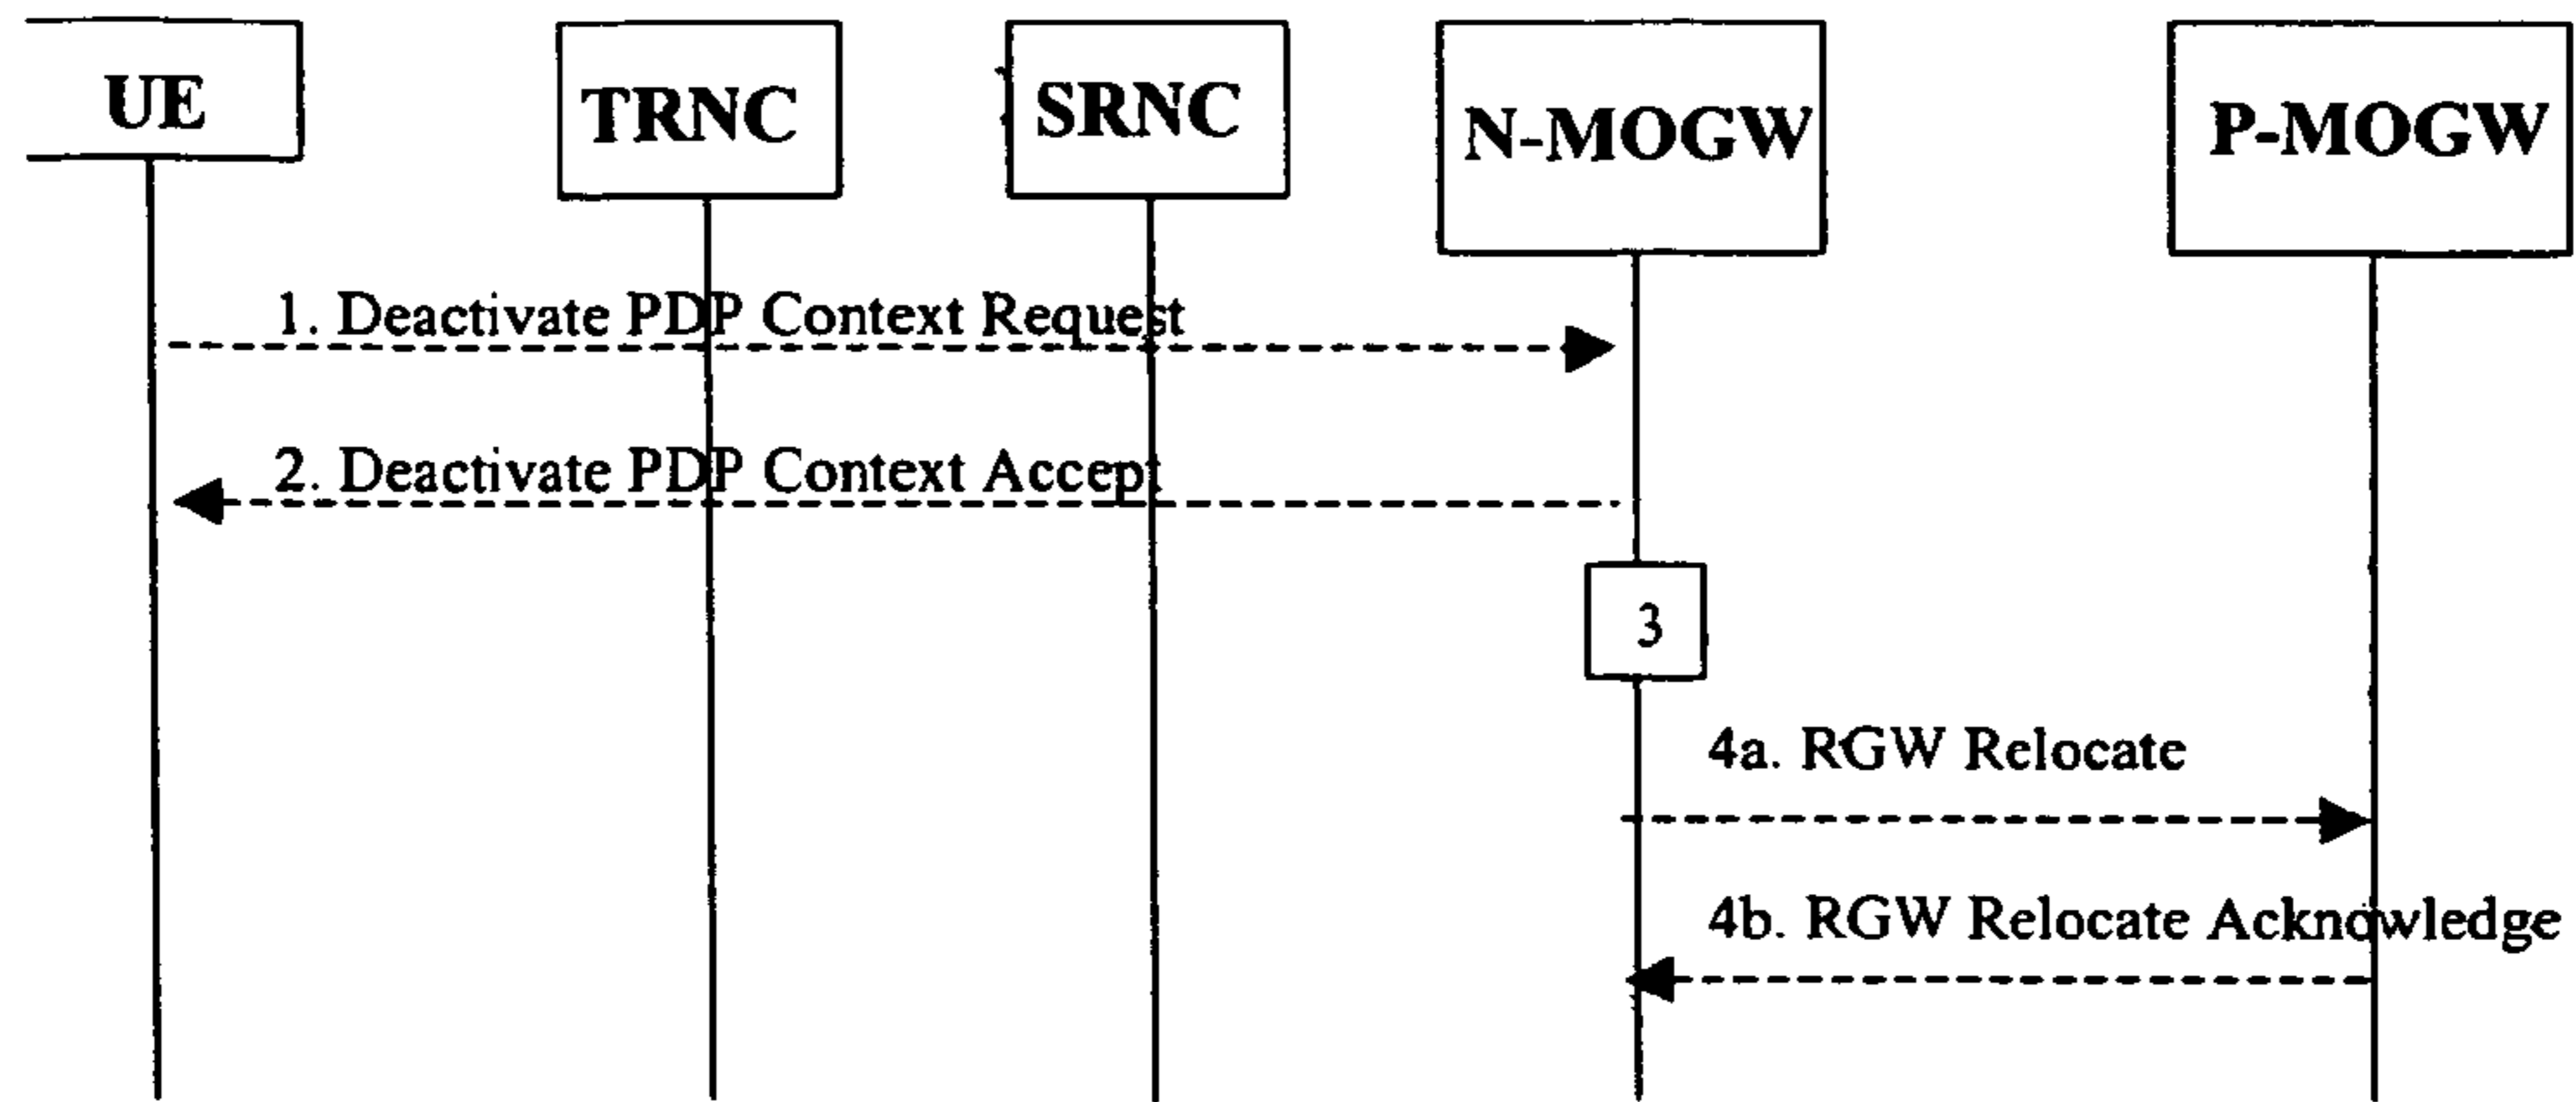 UE
TRNC
SRNC
N-MOGW
P-MOGW
1. Deactivate PDP Context Request
2. Deactivate PDP Context Accept
3
4a. RGW Relocate
4b. RGW Relocate Acknowledge